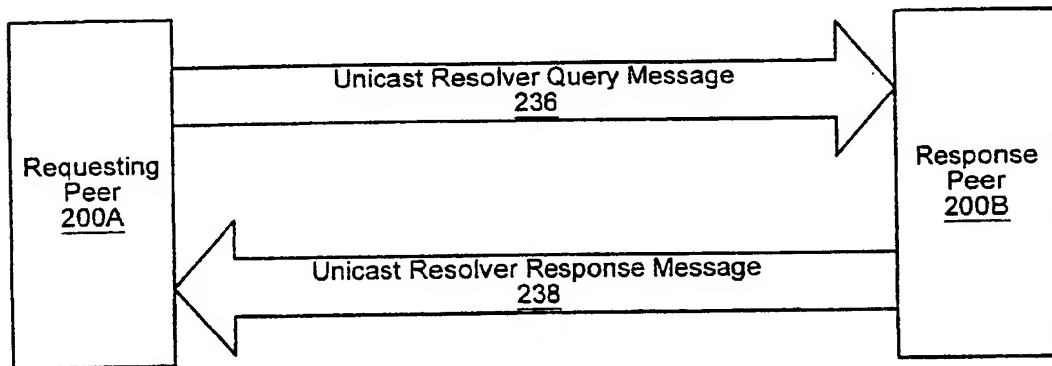 Requesting
Peer
200A
Unicast Resolver Query Message
236
Unicast Resolver Response Message
238
Response
Peer
200B